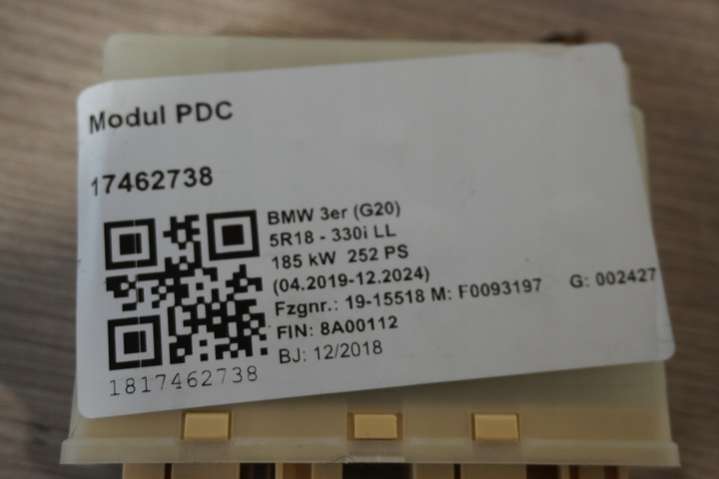 Modul PDC
17462738
BMW 3er (G20)
5R18 - 330i LL
185 kW 252 PS
(04.2019-12.2024)
Fzgnr.: 19-15518 M: F0093197 G: 002427
FIN: 8A00112
BJ: 12/2018
1817462738